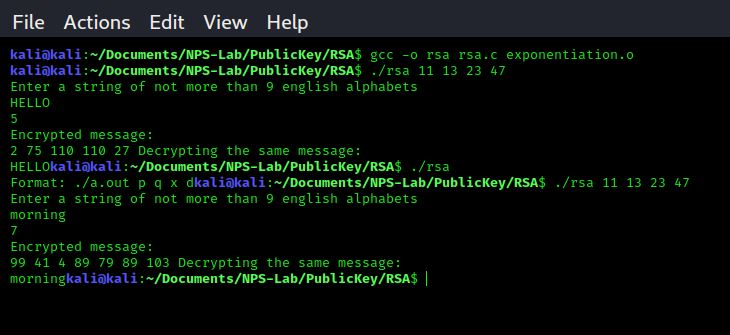 File Actions Edit View Help
kali@kali:~/Documents/NPS-Lab/PublicKey/RSA$ gcc -o rsa rsa.c exponentiation.o
kali@kali:~/Documents/NPS-Lab/PublicKey/RSA$ ./rsa 11 13 23 47
Enter a string of not more than 9 english alphabets
HELLO
5
Encrypted message:
2 75 110 110 27 Decrypting the same message:
HELLOkali@kali:~/Documents/NPS-Lab/PublicKey/RSA$ ./rsa
Format: ./a.out p q x dkali@kali:~/Documents/NPS-Lab/PublicKey/RSA$ ./rsa 11 13 23 47
Enter a string of not more than 9 english alphabets
morning
7
Encrypted message:
99 41 4 89 79 89 103 Decrypting the same message:
morningkali@kali:~/Documents/NPS-Lab/PublicKey/RSA$